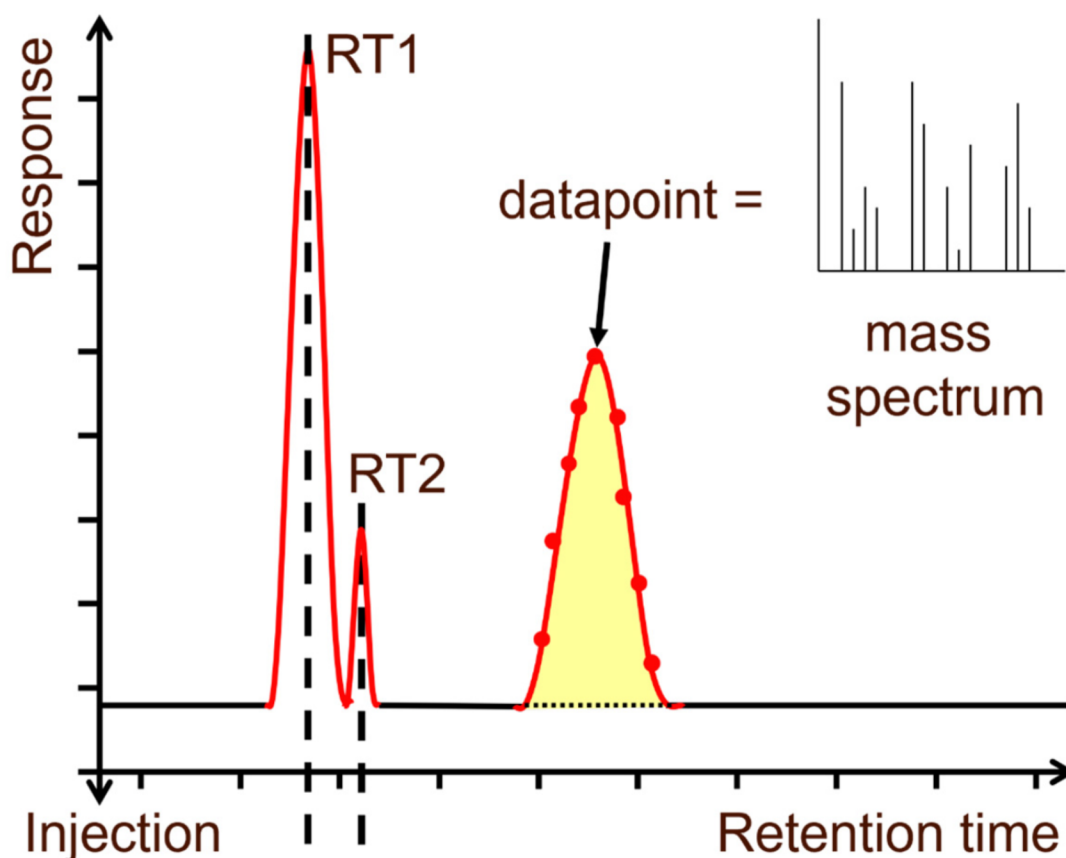 Response
RT1
RT2
datapoint =
mass
spectrum
Injection
Retention time